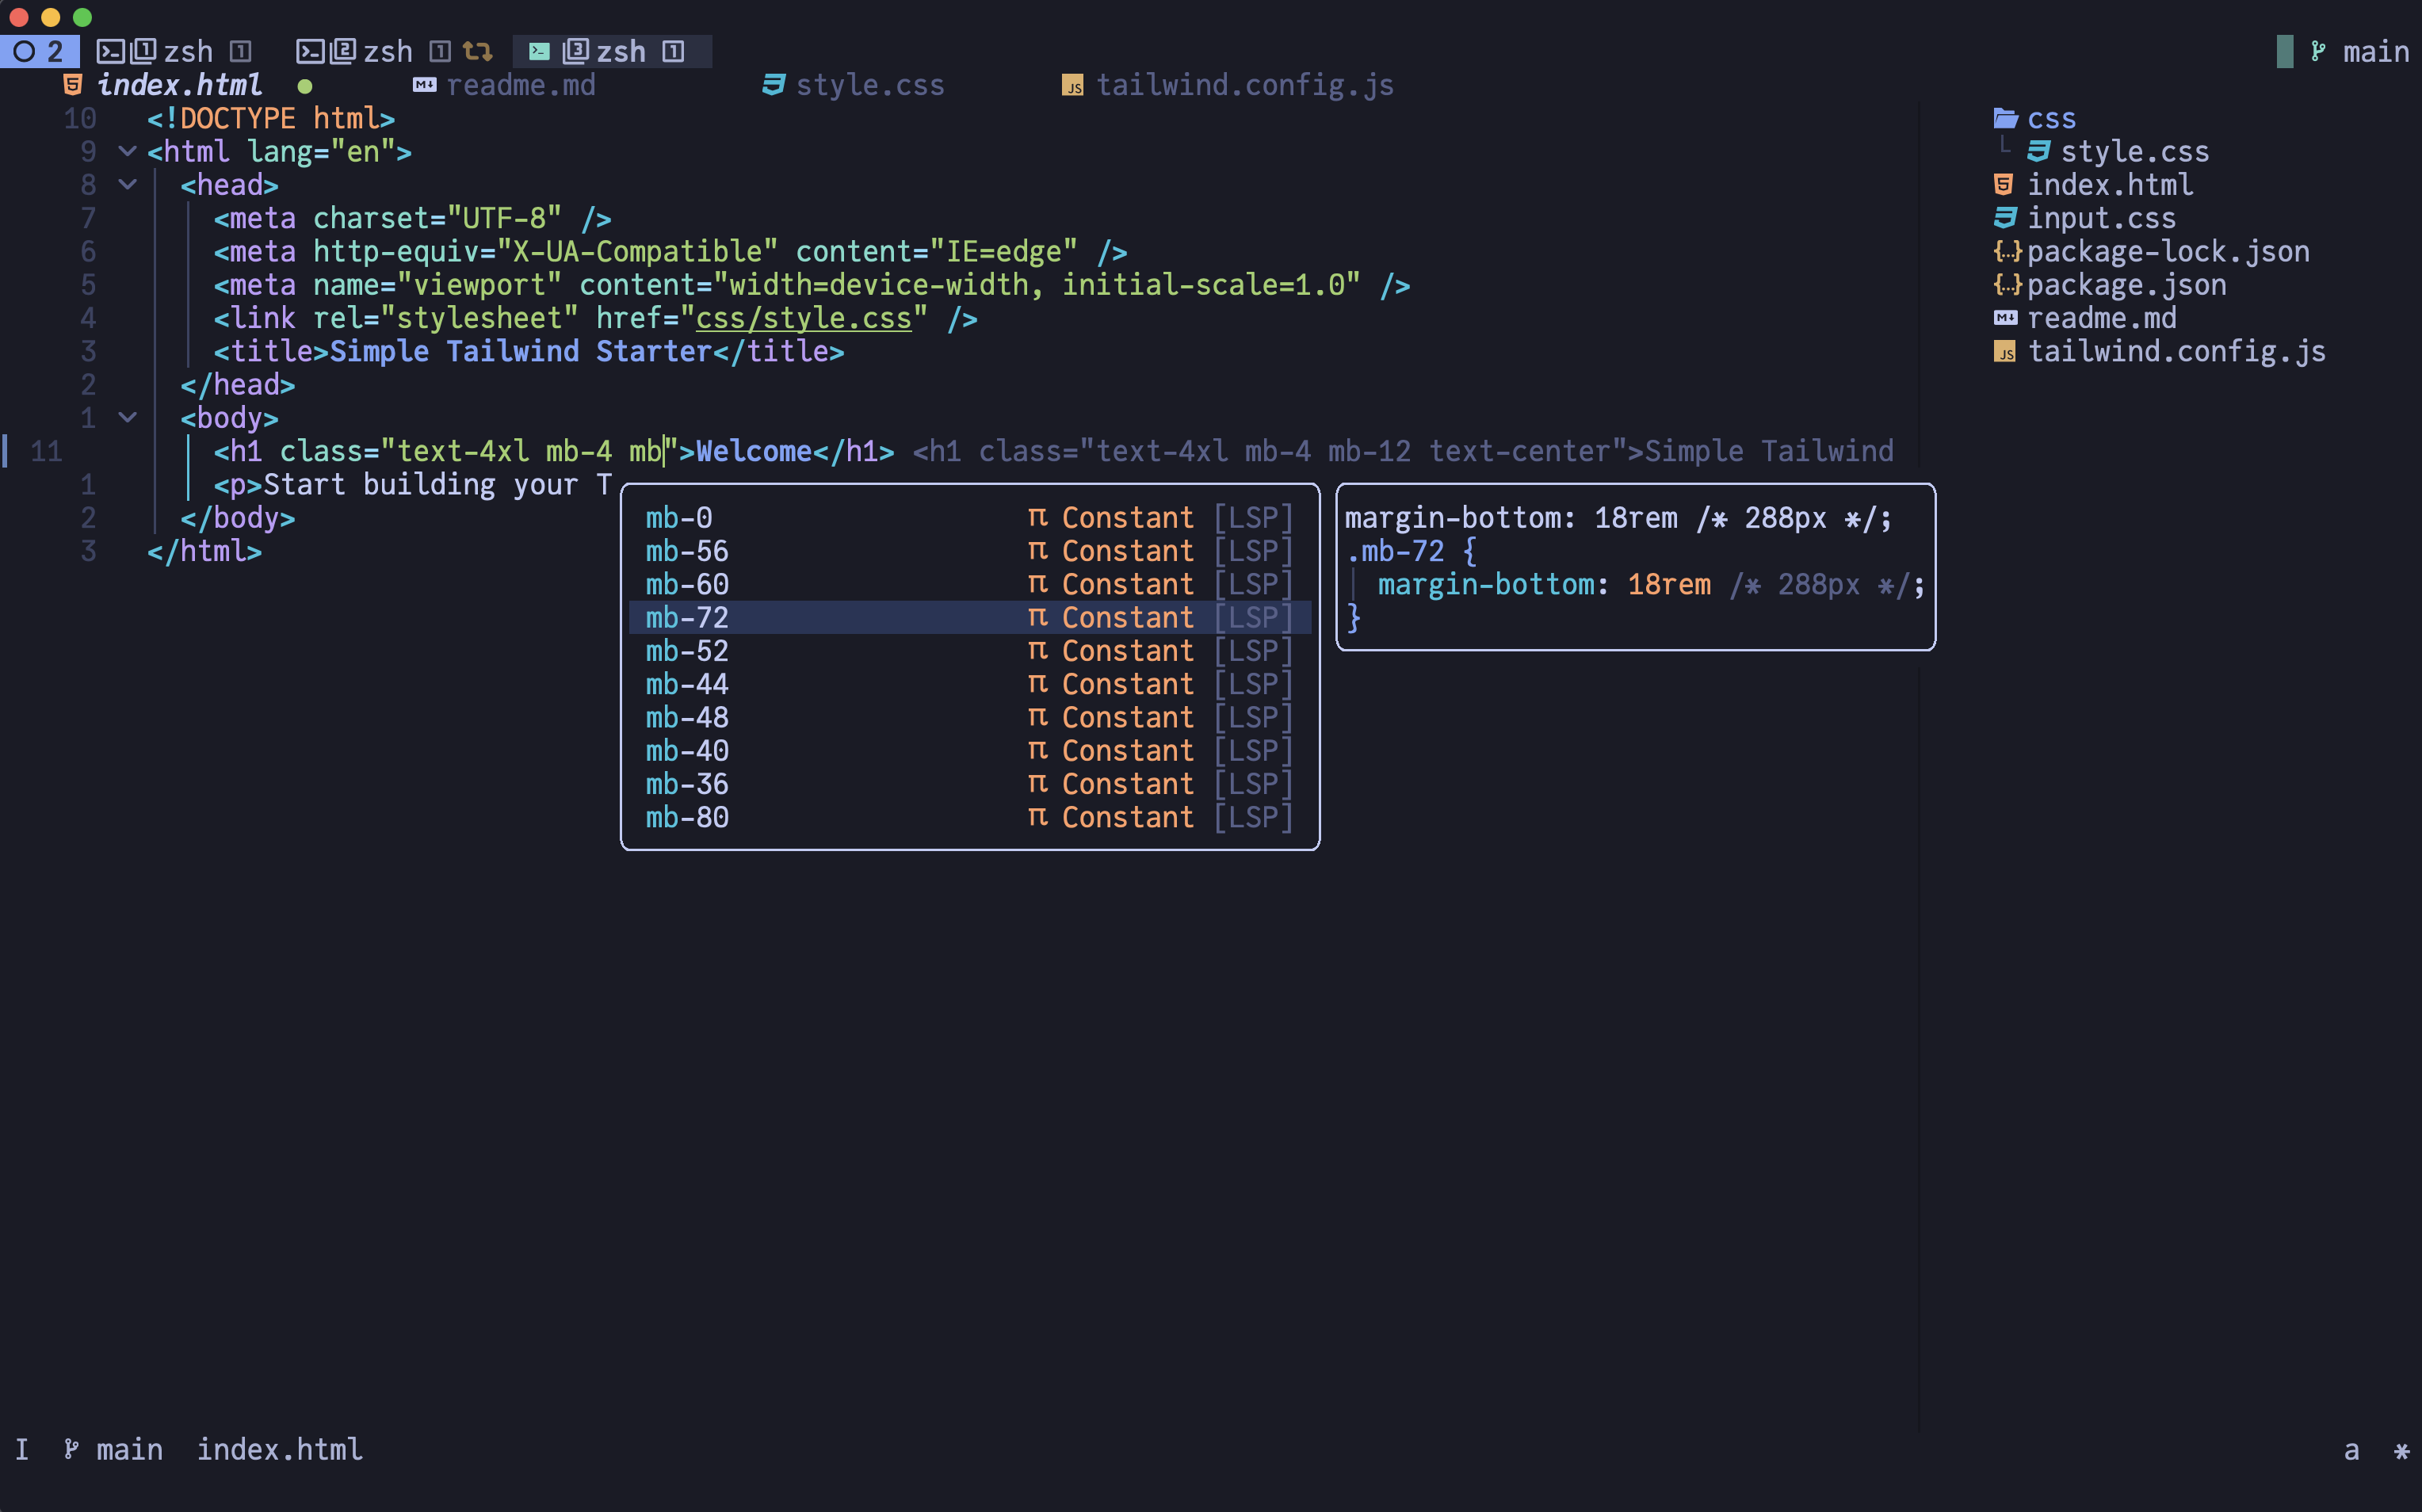 2 1 zsh 1 2 zsh 1 3 zsh 1 main
index.html readme.md style.css JS tailwind.config.js
10 <!DOCTYPE html>
9 <html lang="en">
8 <head>
7 <meta charset="UTF-8" />
6 <meta http-equiv="X-UA-Compatible" content="IE=edge" />
5 <meta name="viewport" content="width=device-width, initial-scale=1.0" />
4 <link rel="stylesheet" href="css/style.css" />
3 <title>Simple Tailwind Starter</title>
2 </head>
1 <body>
11 <h1 class="text-4xl mb-4 mb">Welcome</h1> <h1 class="text-4xl mb-4 mb-12 text-center">Simple Tailwind
1 <p>Start building your T
2 </body>
3 </html>
mb-0 π Constant [LSP]
mb-56 π Constant [LSP]
mb-60 π Constant [LSP]
mb-72 π Constant [LSP]
mb-52 π Constant [LSP]
mb-44 π Constant [LSP]
mb-48 π Constant [LSP]
mb-40 π Constant [LSP]
mb-36 π Constant [LSP]
mb-80 π Constant [LSP]
margin-bottom: 18rem /* 288px */;
.mb-72 {
margin-bottom: 18rem /* 288px */;
}
css
style.css
index.html
input.css
{..} package-lock.json
{..} package.json
readme.md
JS tailwind.config.js
I main index.html a *